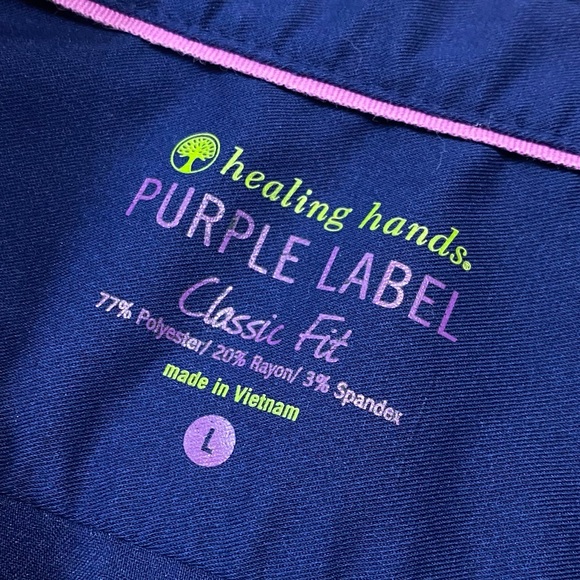 healing hands®
PURPLE LABEL
Classic Fit
77% Polyester/ 20% Rayon/ 3% Spandex
made in Vietnam
L